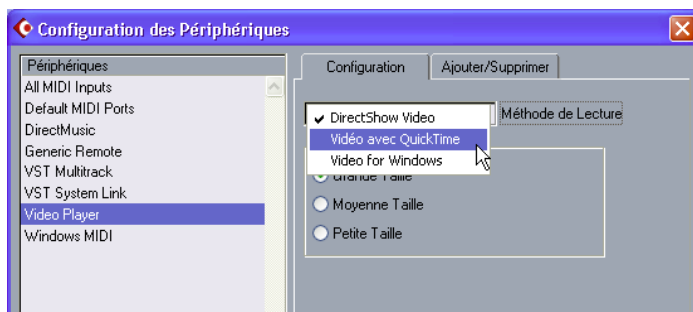 Configuration des Périphériques
Périphériques
All MIDI Inputs
Default MIDI Ports
DirectMusic
Generic Remote
VST Multitrack
VST System Link
Video Player
Windows MIDI
Configuration
Ajouter/Supprimer
DirectShow Video
Méthode de Lecture
Vidéo avec QuickTime
Video for Windows
Grande Taille
Moyenne Taille
Petite Taille